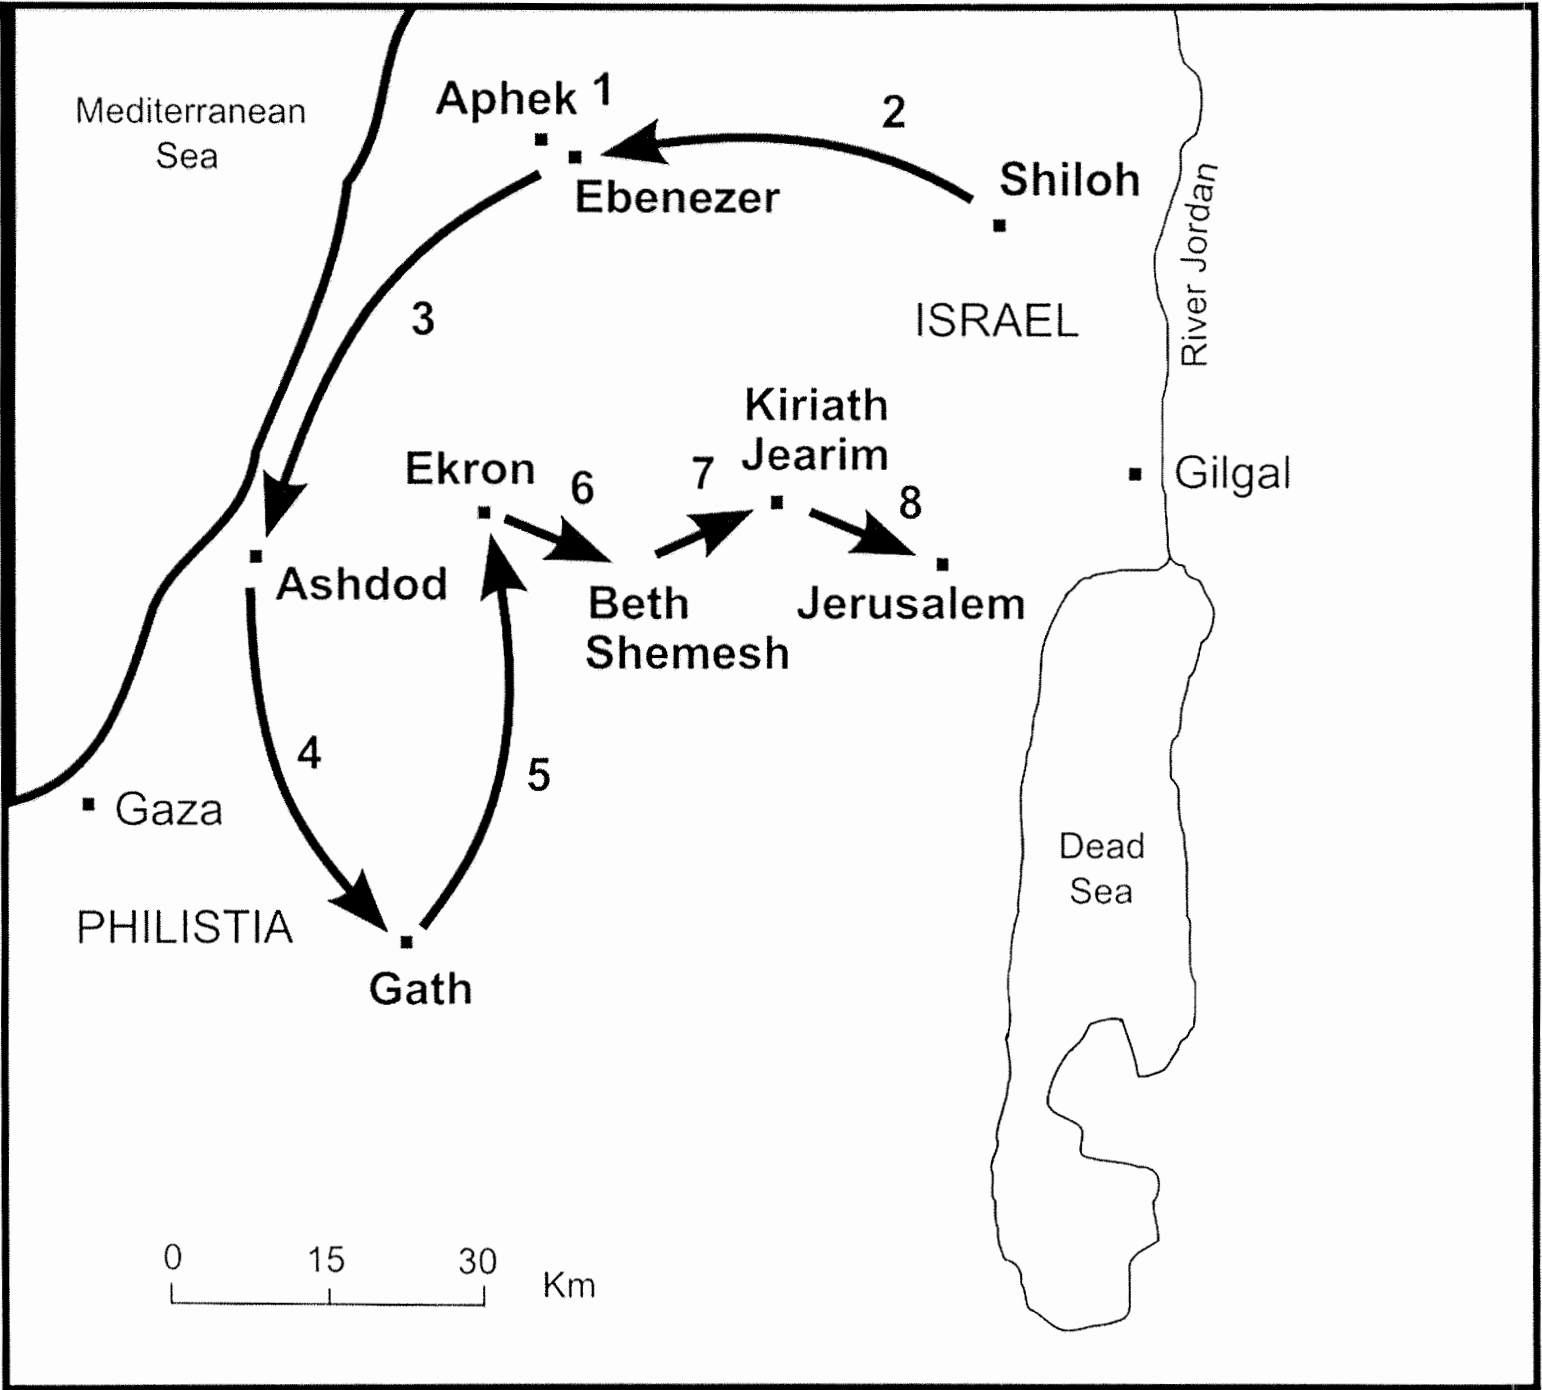 Mediterranean
Sea
Aphek 1
2
Ebenezer
Shiloh
River Jordan
3
ISRAEL
Kiriath
Jearim
Ekron
6
7
8
Gilgal
Ashdod
Beth
Shemesh
Jerusalem
4
5
Gaza
Dead
Sea
PHILISTIA
Gath
0 15 30
Km